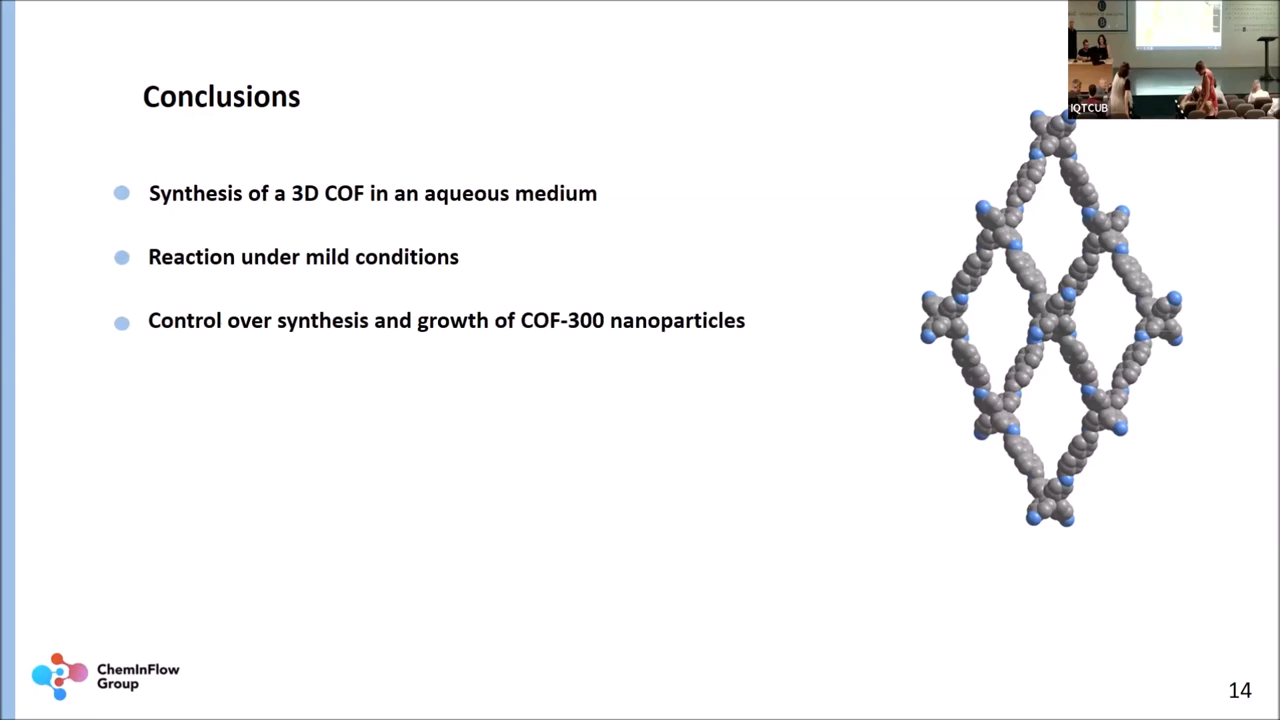 Conclusions
Synthesis of a 3D COF in an aqueous medium
Reaction under mild conditions
Control over synthesis and growth of COF-300 nanoparticles
IQTCUB
ChemInFlow
Group
14